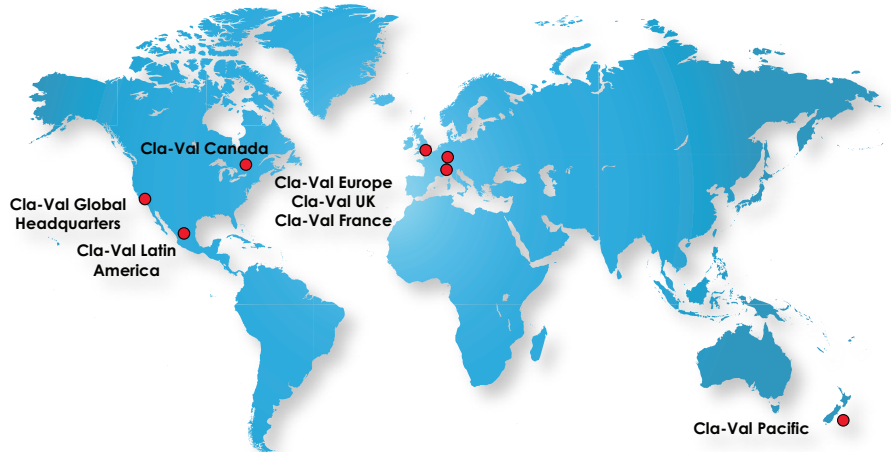 Cla-Val Canada
Cla-Val Europe
Cla-Val UK
Cla-Val France
Cla-Val Global
Headquarters
Cla-Val Latin
America
Cla-Val Pacific